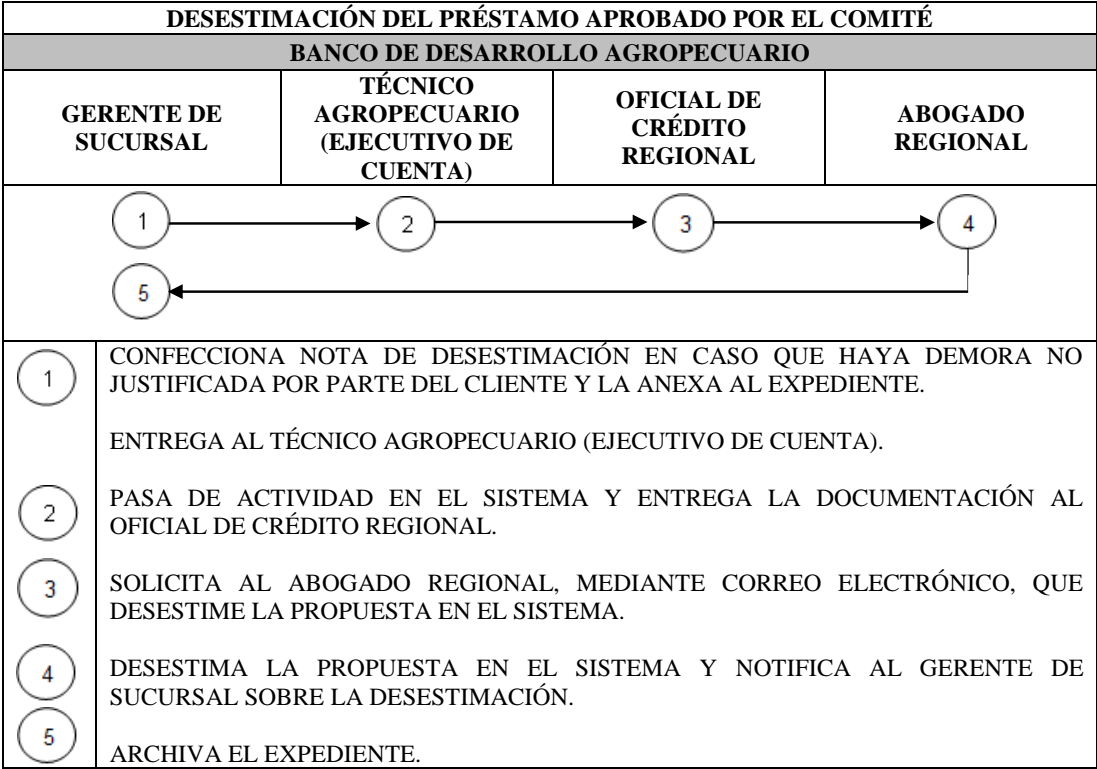 DESESTIMACIÓN DEL PRÉSTAMO APROBADO POR EL COMITÉ
BANCO DE DESARROLLO AGROPECUARIO
GERENTE DE
SUCURSAL
TÉCNICO
AGROPECUARIO
(EJECUTIVO DE
CUENTA)
OFICIAL DE
CRÉDITO
REGIONAL
ABOGADO
REGIONAL
1
2
3
4
5
1
CONFECCIONA NOTA DE DESESTIMACIÓN EN CASO QUE HAYA DEMORA NO
JUSTIFICADA POR PARTE DEL CLIENTE Y LA ANEXA AL EXPEDIENTE.
ENTREGA AL TÉCNICO AGROPECUARIO (EJECUTIVO DE CUENTA).
2
PASA DE ACTIVIDAD EN EL SISTEMA Y ENTREGA LA DOCUMENTACIÓN AL
OFICIAL DE CRÉDITO REGIONAL.
3
SOLICITA AL ABOGADO REGIONAL, MEDIANTE CORREO ELECTRÓNICO, QUE
DESESTIME LA PROPUESTA EN EL SISTEMA.
4
DESESTIMA LA PROPUESTA EN EL SISTEMA Y NOTIFICA AL GERENTE DE
SUCURSAL SOBRE LA DESESTIMACIÓN.
5
ARCHIVA EL EXPEDIENTE.